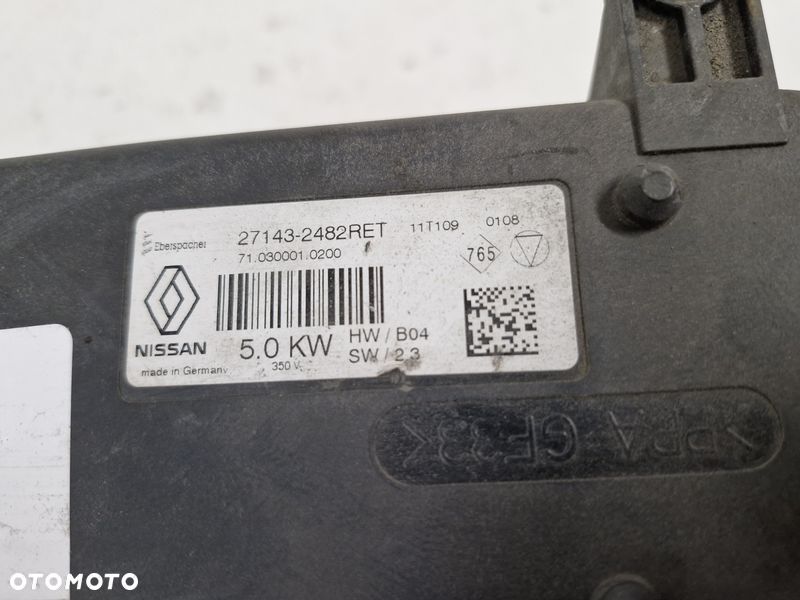 Eberspächer 27143-2482RET 11T109 0108
71.030001.0200
765
NISSAN 5.0 KW HW / B04
SW / 2.3
made in Germany 350 V
>PPA-GF33<
OTOMOTO